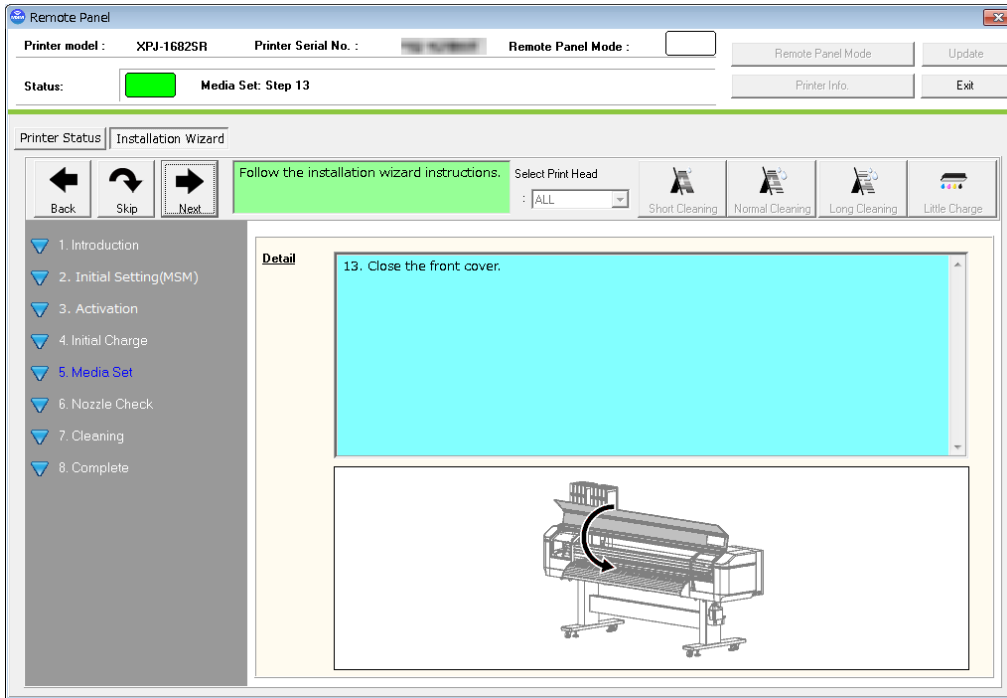 Remote Panel
Printer model : XPJ-1682SR Printer Serial No. : Remote Panel Mode :
Remote Panel Mode Update
Status: Media Set: Step 13
Printer Info. Exit
Printer Status Installation Wizard
Back Skip Next
Follow the installation wizard instructions.
Select Print Head
: ALL
Short Cleaning Normal Cleaning Long Cleaning Little Charge
1. Introduction
2. Initial Setting(MSM)
3. Activation
4. Initial Charge
5. Media Set
6. Nozzle Check
7. Cleaning
8. Complete
Detail
13. Close the front cover.